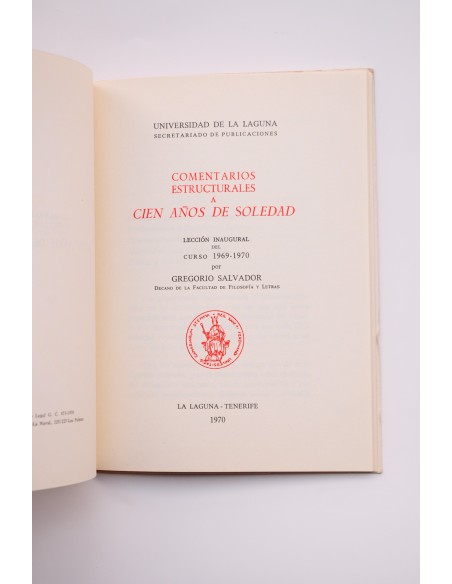 UNIVERSIDAD DE LA LAGUNA
SECRETARIADO DE PUBLICACIONES
COMENTARIOS
ESTRUCTURALES
A
CIEN AÑOS DE SOLEDAD
LECCIÓN INAUGURAL
DEL
CURSO 1969-1970
por
GREGORIO SALVADOR
DECANO DE LA FACULTAD DE FILOSOFÍA Y LETRAS
LA LAGUNA - TENERIFE
1970